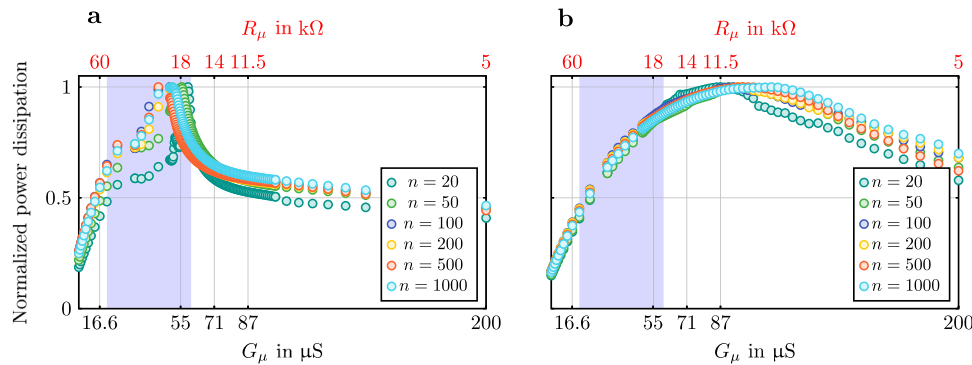 a
R_μ in kΩ
60 18 14 11.5 5
Normalized power dissipation
1
0.5
0
n = 20
n = 50
n = 100
n = 200
n = 500
n = 1000
16.6 55 71 87 200
G_μ in μS
b
R_μ in kΩ
60 18 14 11.5 5
n = 20
n = 50
n = 100
n = 200
n = 500
n = 1000
16.6 55 71 87 200
G_μ in μS